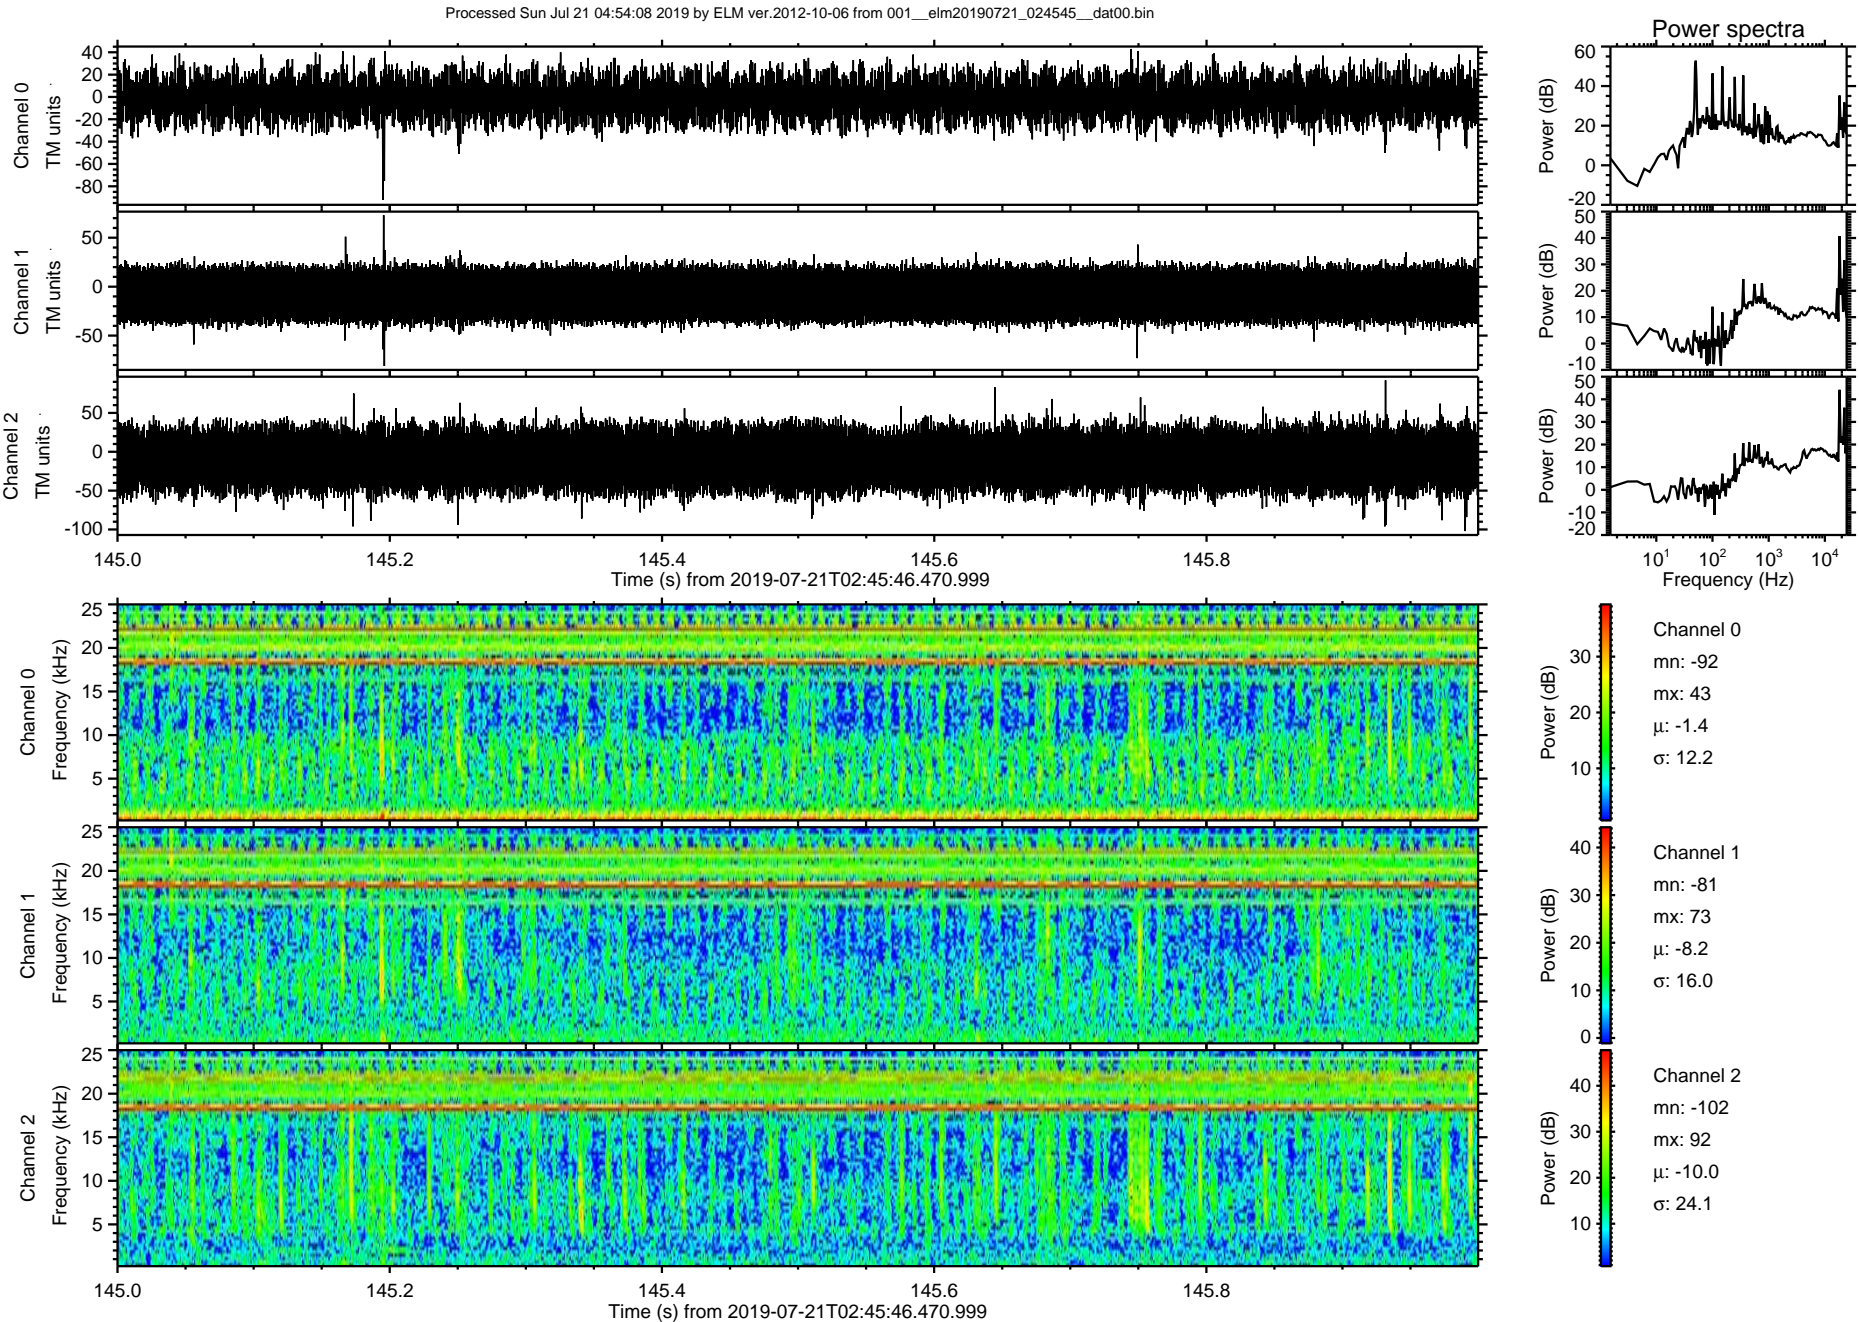 Processed Sun Jul 21 04:54:08 2019 by ELM ver.2012-10-06 from 001__elm20190721_024545__dat00.bin
Power spectra
Channel 0
TM units
40
20
0
-20
-40
-60
-80
Power (dB)
60
40
20
0
-20
Channel 1
TM units
50
0
-50
Power (dB)
50
40
30
20
10
0
-10
Channel 2
TM units
50
0
-50
-100
Power (dB)
50
40
30
20
10
0
-10
-20
145.0 145.2 145.4 145.6 145.8
Time (s) from 2019-07-21T02:45:46.470.999
10^1 10^2 10^3 10^4
Frequency (Hz)
Channel 0
Frequency (kHz)
25
20
15
10
5
Power (dB)
30
20
10
Channel 0
mn: -92
mx: 43
μ: -1.4
σ: 12.2
Channel 1
Frequency (kHz)
25
20
15
10
5
Power (dB)
40
30
20
10
0
Channel 1
mn: -81
mx: 73
μ: -8.2
σ: 16.0
Channel 2
Frequency (kHz)
25
20
15
10
5
Power (dB)
40
30
20
10
Channel 2
mn: -102
mx: 92
μ: -10.0
σ: 24.1
145.0 145.2 145.4 145.6 145.8
Time (s) from 2019-07-21T02:45:46.470.999